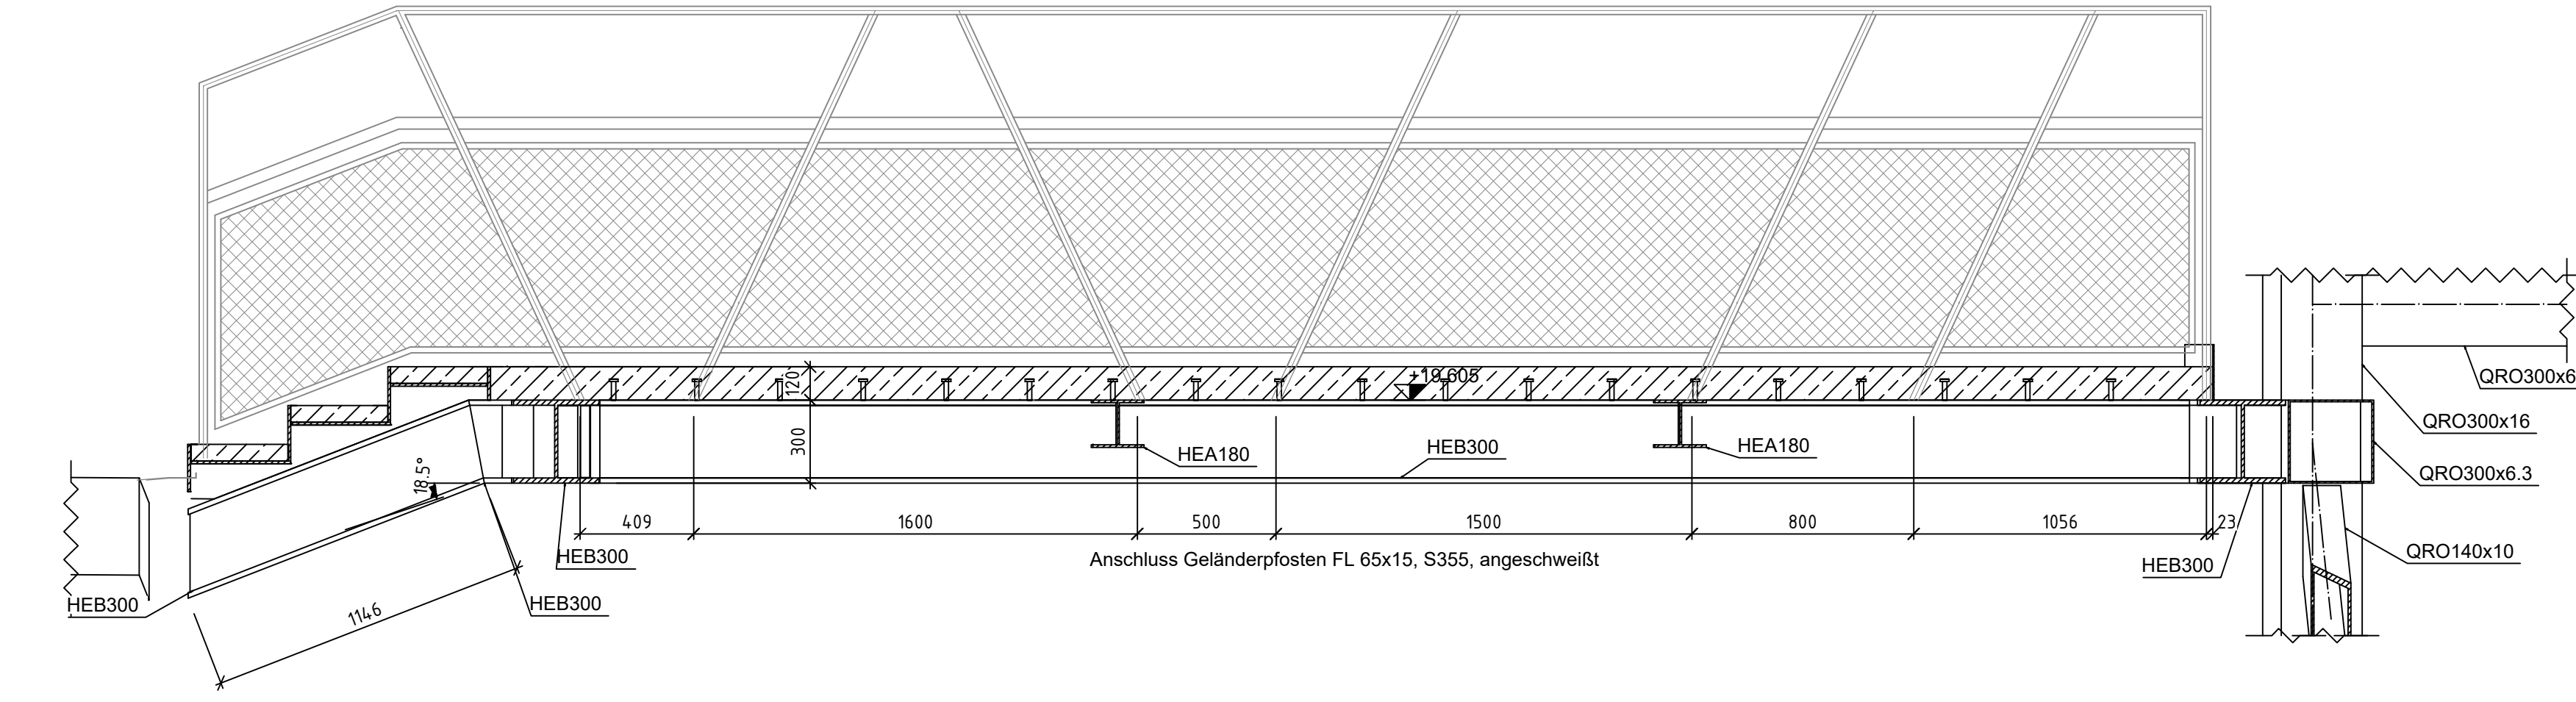 +19,605
120
300
18.5°
HEA180
HEB300
HEA180
QRO300x6
QRO300x16
QRO300x6.3
QRO140x10
409
1600
500
1500
800
1056
23
HEB300
Anschluss Geländerpfosten FL 65x15, S355, angeschweißt
HEB300
HEB300
HEB300
1146